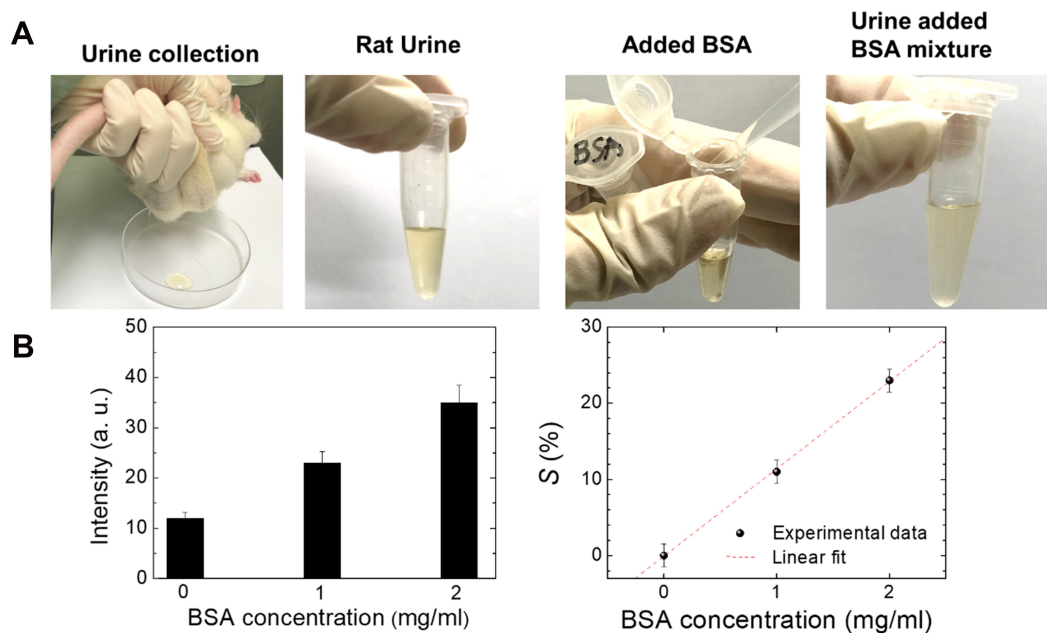 A
Urine collection
Rat Urine
Added BSA
Urine added
BSA mixture
BSA
B
50
40
30
20
10
0
Intensity (a. u.)
0
1
2
BSA concentration (mg/ml)
30
20
10
0
S (%)
Experimental data
Linear fit
0
1
2
BSA concentration (mg/ml)